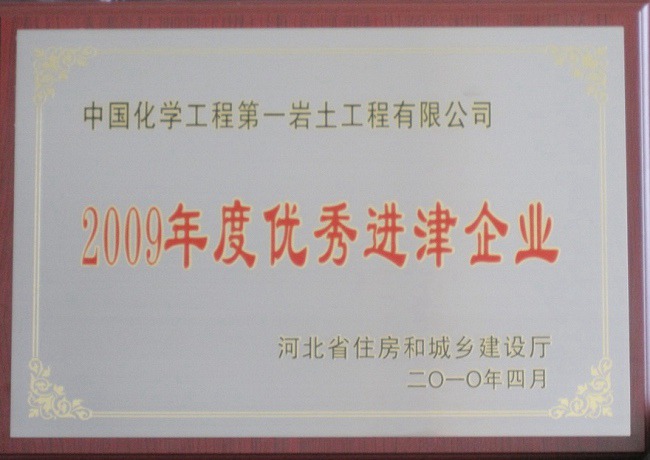 中国化学工程第一岩土工程有限公司
2009年度优秀进津企业
河北省住房和城乡建设厅
二〇一〇年四月